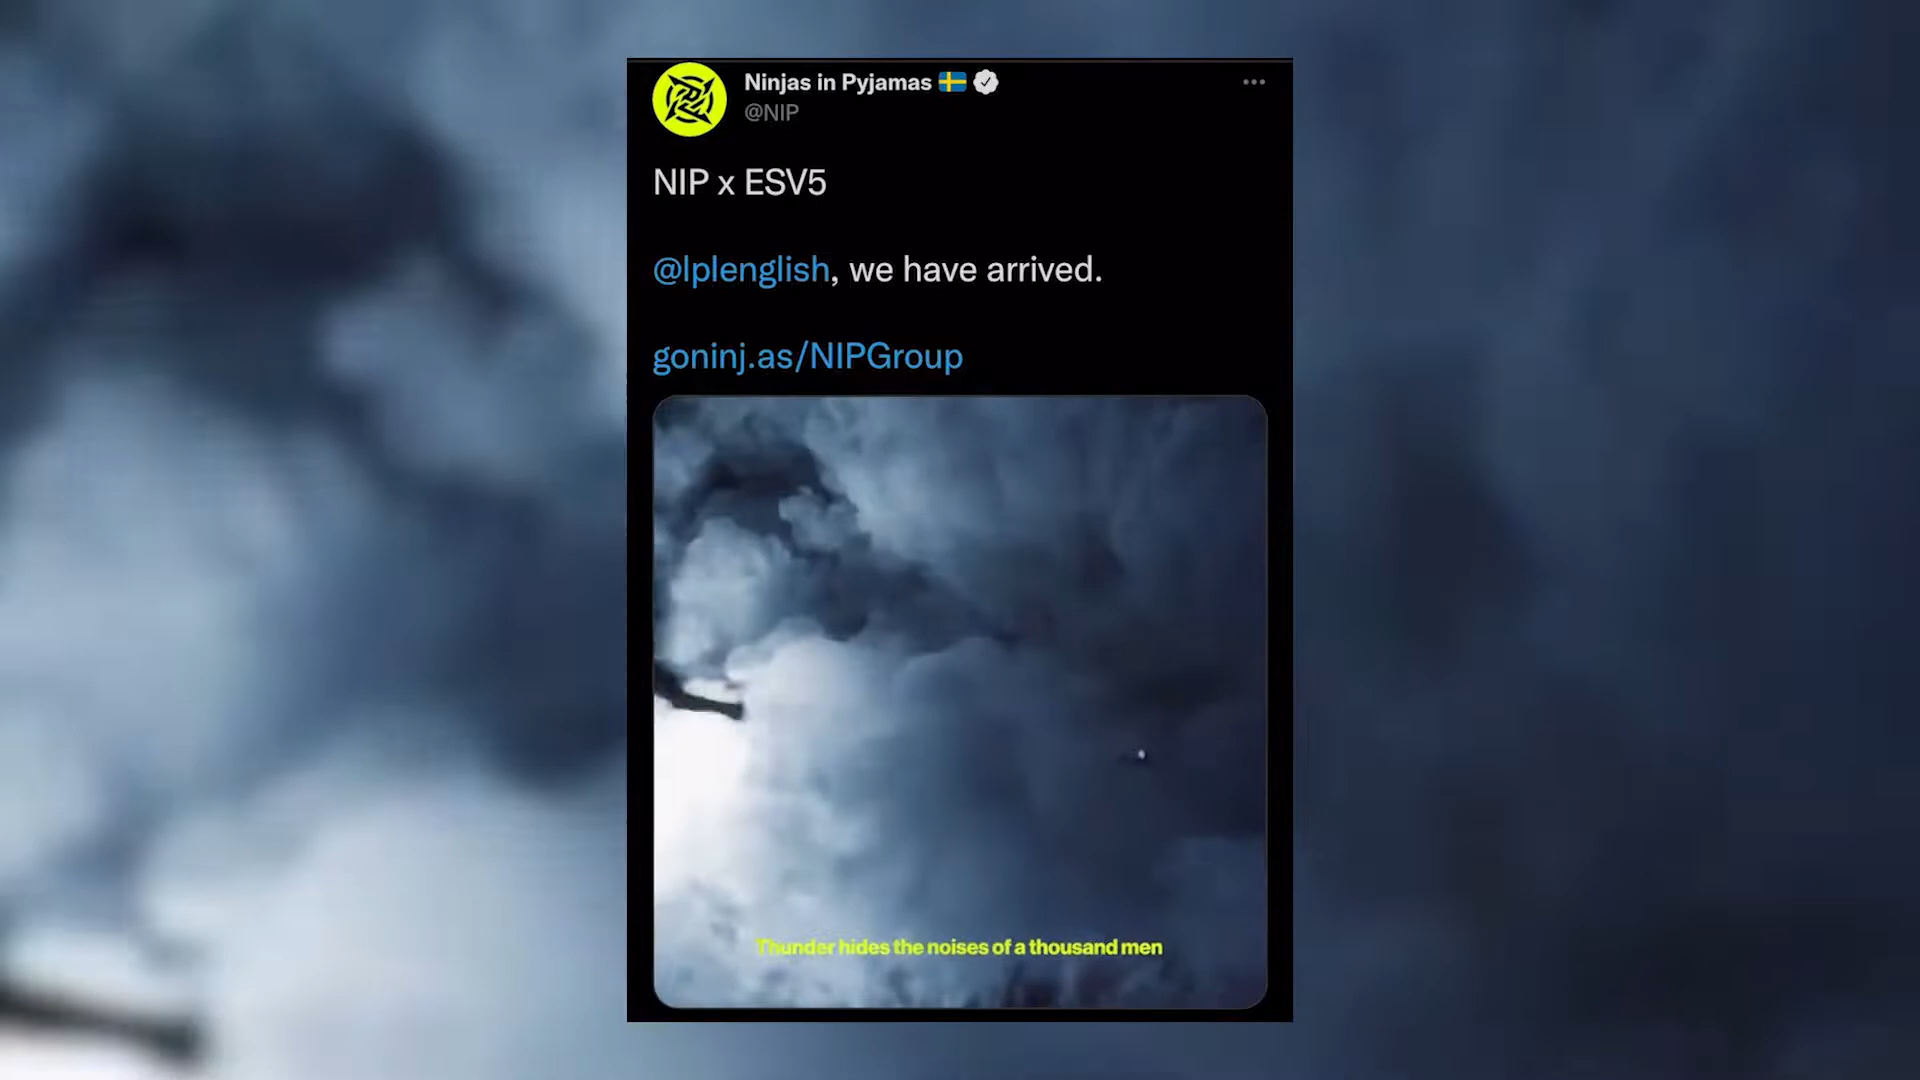 Ninjas in Pyjamas 🇸🇪
@NIP
NIP x ESV5
@lplenglish, we have arrived.
goninj.as/NIPGroup
Thunder hides the noises of a thousand men